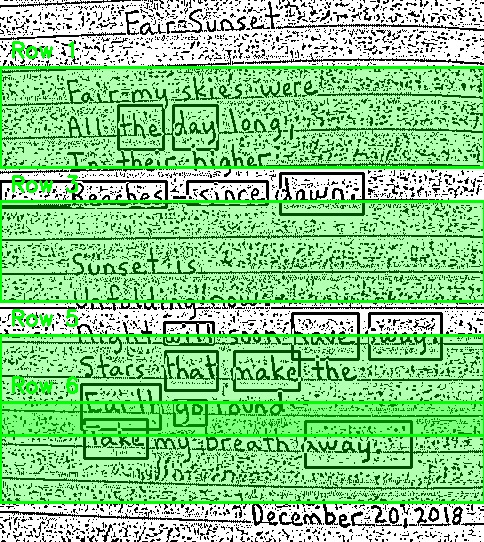 Fair Sunset
Row 1
Fair my skies were
All the day long,
In their higher
Row 3
Reaches – since dawn.
Sunset is
Unfolding now.
Row 5
Night will soon have sway.
Stars that make the
Row 6
Earth go round
Take my breath away.
December 20, 2018